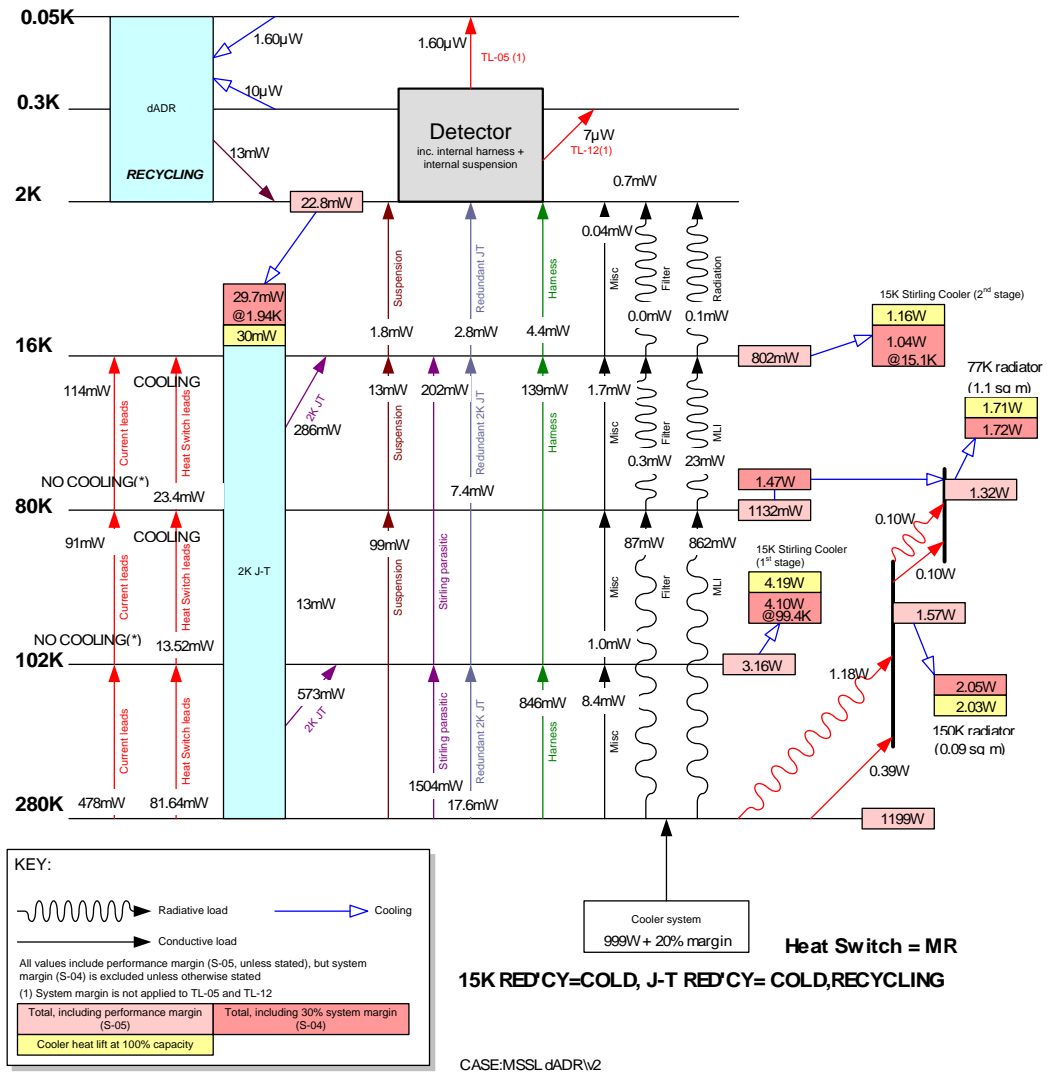 0.05K
1.60µW
1.60µW
TL-05 (1)
10µW
0.3K
dADR
Detector
inc. internal harness +
internal suspension
7µW
TL-12(1)
13mW
RECYCLING
0.7mW
2K
22.8mW
0.04mW
Suspension
Redundant JT
Harness
Misc
Filter
Radiation
29.7mW
@1.94K
30mW
1.8mW
2.8mW
4.4mW
0.0mW
0.1mW
15K Stirling Cooler (2nd stage)
1.16W
1.04W
@15.1K
16K
802mW
114mW
COOLING
2K JT
286mW
13mW
202mW
139mW
1.7mW
Current leads
Heat Switch leads
Suspension
Redundant 2K JT
Harness
Misc
Filter
MLI
77K radiator
(1.1 sq m)
1.71W
1.72W
0.3mW
23mW
NO COOLING(*)
23.4mW
7.4mW
1.47W
1.32W
80K
1132mW
91mW
COOLING
99mW
87mW
862mW
0.10W
0.10W
Current leads
Heat Switch leads
2K J-T
Suspension
Stirling parasitic
Misc
Filter
MLI
15K Stirling Cooler
(1st stage)
4.19W
4.10W
@99.4K
13mW
1.57W
NO COOLING(*)
13.52mW
1.0mW
102K
3.16W
1.18W
573mW
2K JT
846mW
8.4mW
2.05W
2.03W
150K radiator
(0.09 sq m)
Current leads
Heat Switch leads
Stirling parasitic
Redundant 2K JT
Harness
Misc
0.39W
1504mW
280K
478mW
81.64mW
17.6mW
1199W
KEY:
Radiative load
Cooling
Conductive load
All values include performance margin (S-05, unless stated), but system
margin (S-04) is excluded unless otherwise stated
(1) System margin is not applied to TL-05 and TL-12
Total, including performance margin
(S-05)
Total, including 30% system margin
(S-04)
Cooler heat lift at 100% capacity
Cooler system
999W + 20% margin
Heat Switch = MR
15K RED'CY=COLD, J-T RED'CY= COLD,RECYCLING
CASE:MSSL dADR\v2